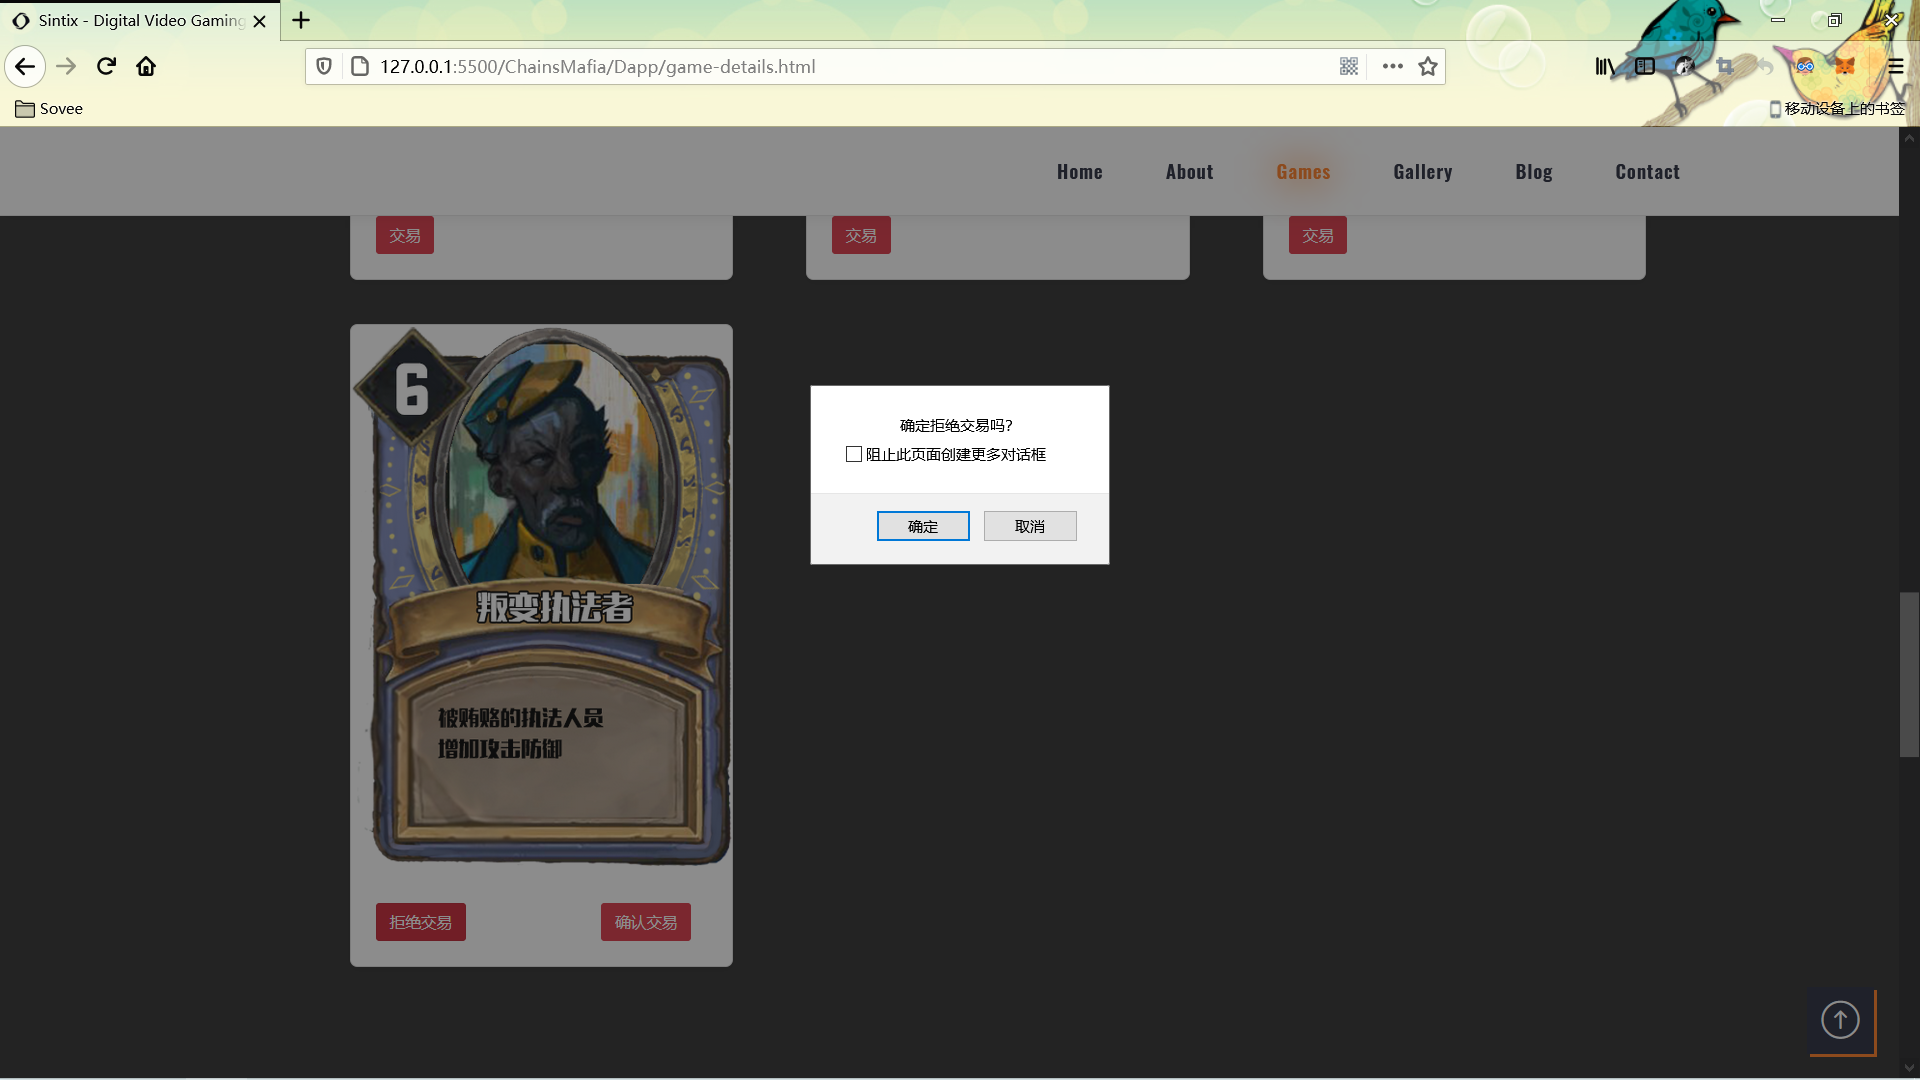 Sintix - Digital Video Gaming
127.0.0.1:5500/ChainsMafia/Dapp/game-details.html
Sovee
移动设备上的书签
Home
About
Games
Gallery
Blog
Contact
交易
交易
交易
6
叛变执法者
被贿赂的执法人员
增加攻击防御
拒绝交易
确认交易
确定拒绝交易吗?
阻止此页面创建更多对话框
确定
取消